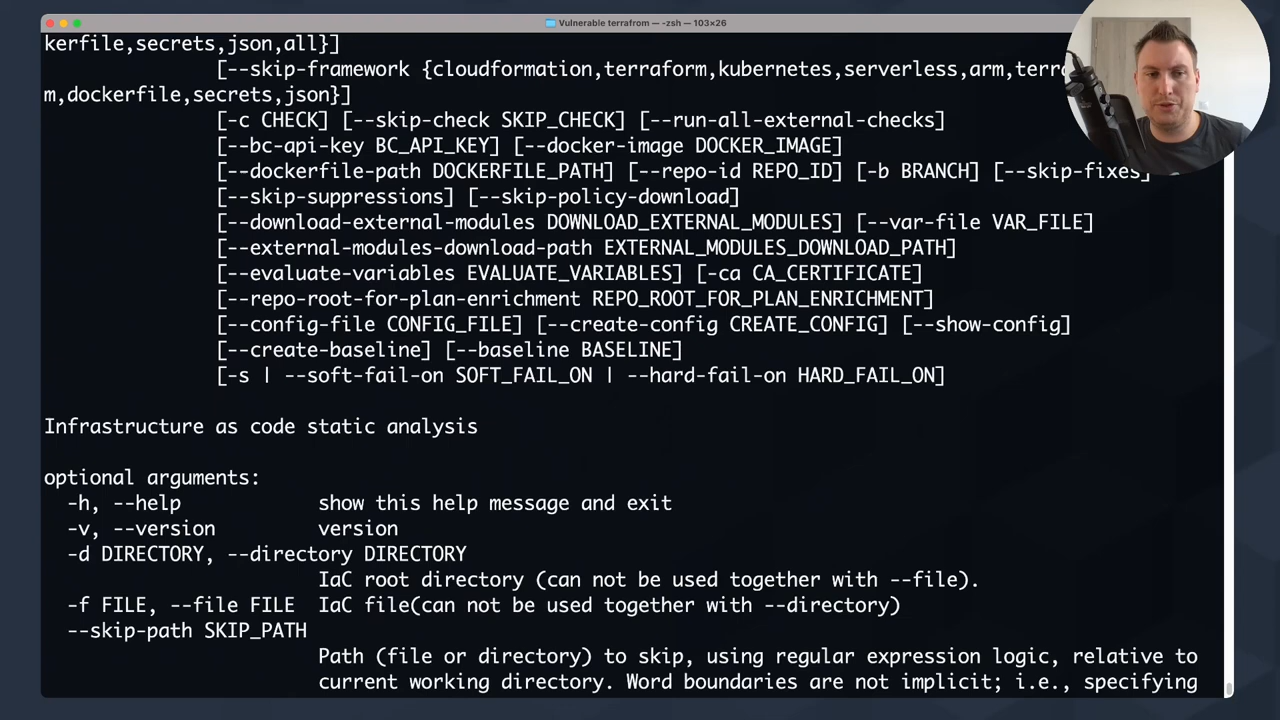 Vulnerable terrafrom — -zsh — 103×26
kerfile,secrets,json,all}]
[--skip-framework {cloudformation,terraform,kubernetes,serverless,arm,terra
m,dockerfile,secrets,json}]
[-c CHECK] [--skip-check SKIP_CHECK] [--run-all-external-checks]
[--bc-api-key BC_API_KEY] [--docker-image DOCKER_IMAGE]
[--dockerfile-path DOCKERFILE_PATH] [--repo-id REPO_ID] [-b BRANCH] [--skip-fixes]
[--skip-suppressions] [--skip-policy-download]
[--download-external-modules DOWNLOAD_EXTERNAL_MODULES] [--var-file VAR_FILE]
[--external-modules-download-path EXTERNAL_MODULES_DOWNLOAD_PATH]
[--evaluate-variables EVALUATE_VARIABLES] [-ca CA_CERTIFICATE]
[--repo-root-for-plan-enrichment REPO_ROOT_FOR_PLAN_ENRICHMENT]
[--config-file CONFIG_FILE] [--create-config CREATE_CONFIG] [--show-config]
[--create-baseline] [--baseline BASELINE]
[-s | --soft-fail-on SOFT_FAIL_ON | --hard-fail-on HARD_FAIL_ON]
Infrastructure as code static analysis
optional arguments:
-h, --help show this help message and exit
-v, --version version
-d DIRECTORY, --directory DIRECTORY
IaC root directory (can not be used together with --file).
-f FILE, --file FILE IaC file(can not be used together with --directory)
--skip-path SKIP_PATH
Path (file or directory) to skip, using regular expression logic, relative to
current working directory. Word boundaries are not implicit; i.e., specifying